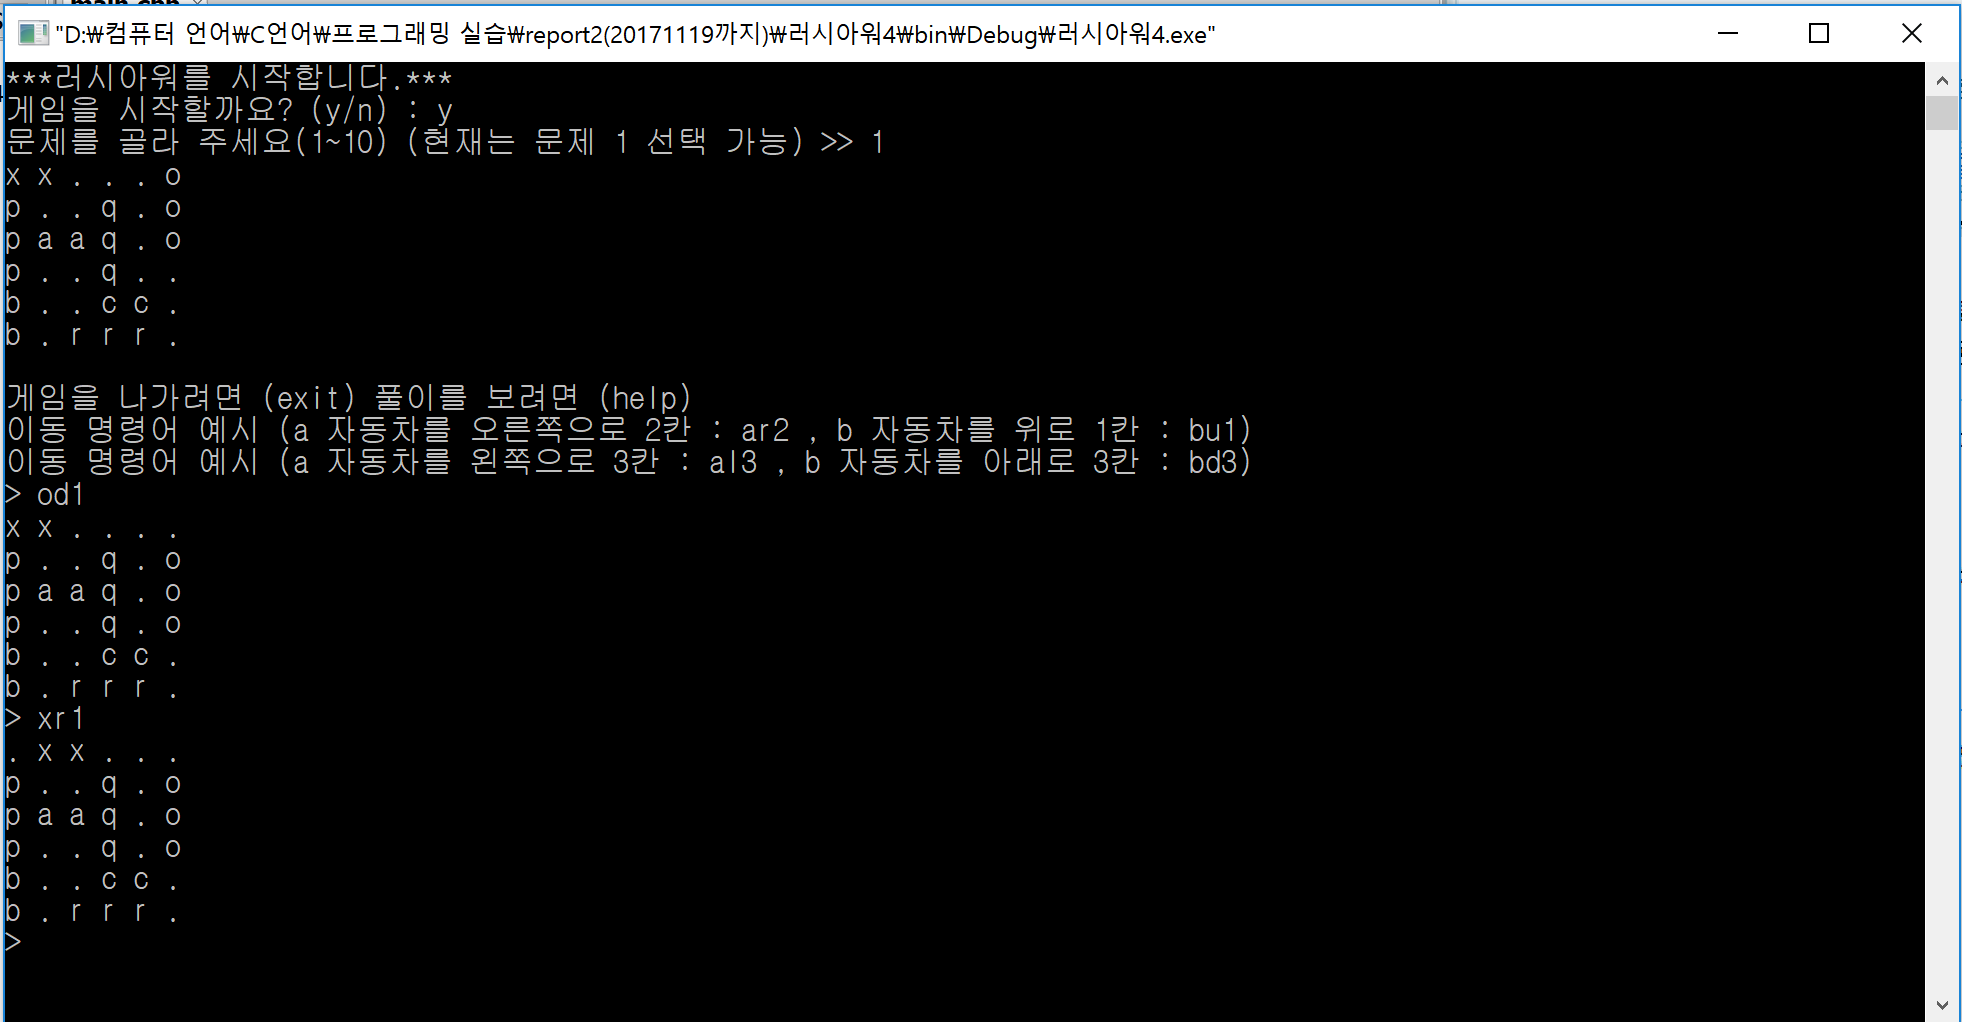 main.cpp
"D:₩컴퓨터 언어₩C언어₩프로그래밍 실습₩report2(20171119까지)₩러시아워4₩bin₩Debug₩러시아워4.exe"
***러시아워를 시작합니다.***
게임을 시작할까요? (y/n) : y
문제를 골라 주세요(1~10) (현재는 문제 1 선택 가능) >> 1
x x . . . o
p . . q . o
p a a q . o
p . . q . .
b . . c c .
b . r r r .
게임을 나가려면 (exit) 풀이를 보려면 (help)
이동 명령어 예시 (a 자동차를 오른쪽으로 2칸 : ar2 , b 자동차를 위로 1칸 : bu1)
이동 명령어 예시 (a 자동차를 왼쪽으로 3칸 : al3 , b 자동차를 아래로 3칸 : bd3)
> od1
x x . . . .
p . . q . o
p a a q . o
p . . q . o
b . . c c .
b . r r r .
> xr1
. x x . . .
p . . q . o
p a a q . o
p . . q . o
b . . c c .
b . r r r .
>